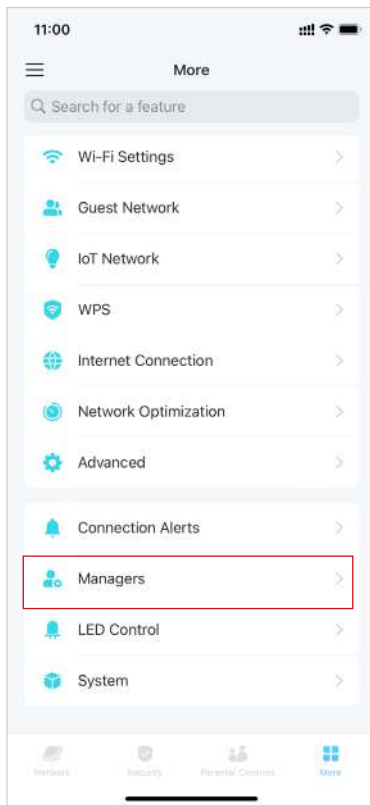 11:00
More
Search for a feature
Wi-Fi Settings
Guest Network
IoT Network
WPS
Internet Connection
Network Optimization
Advanced
Connection Alerts
Managers
LED Control
System
Network Security Parental Controls More